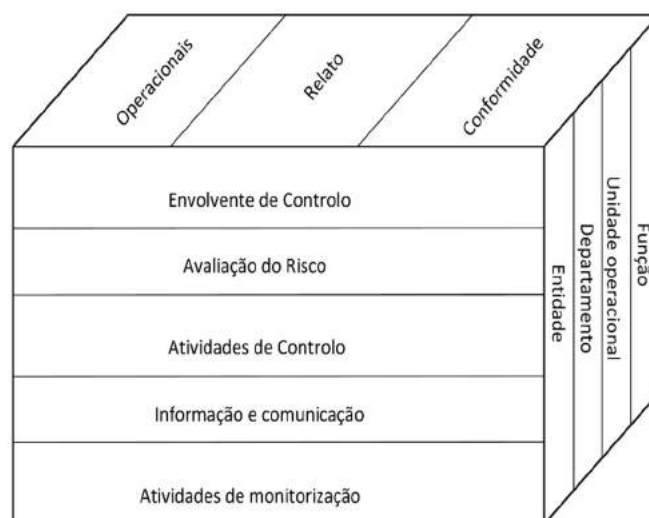 Operacionais
Relato
Conformidade
Envolvente de Controlo
Avaliação do Risco
Atividades de Controlo
Informação e comunicação
Atividades de monitorização
Entidade
Departamento
Unidade operacional
Função